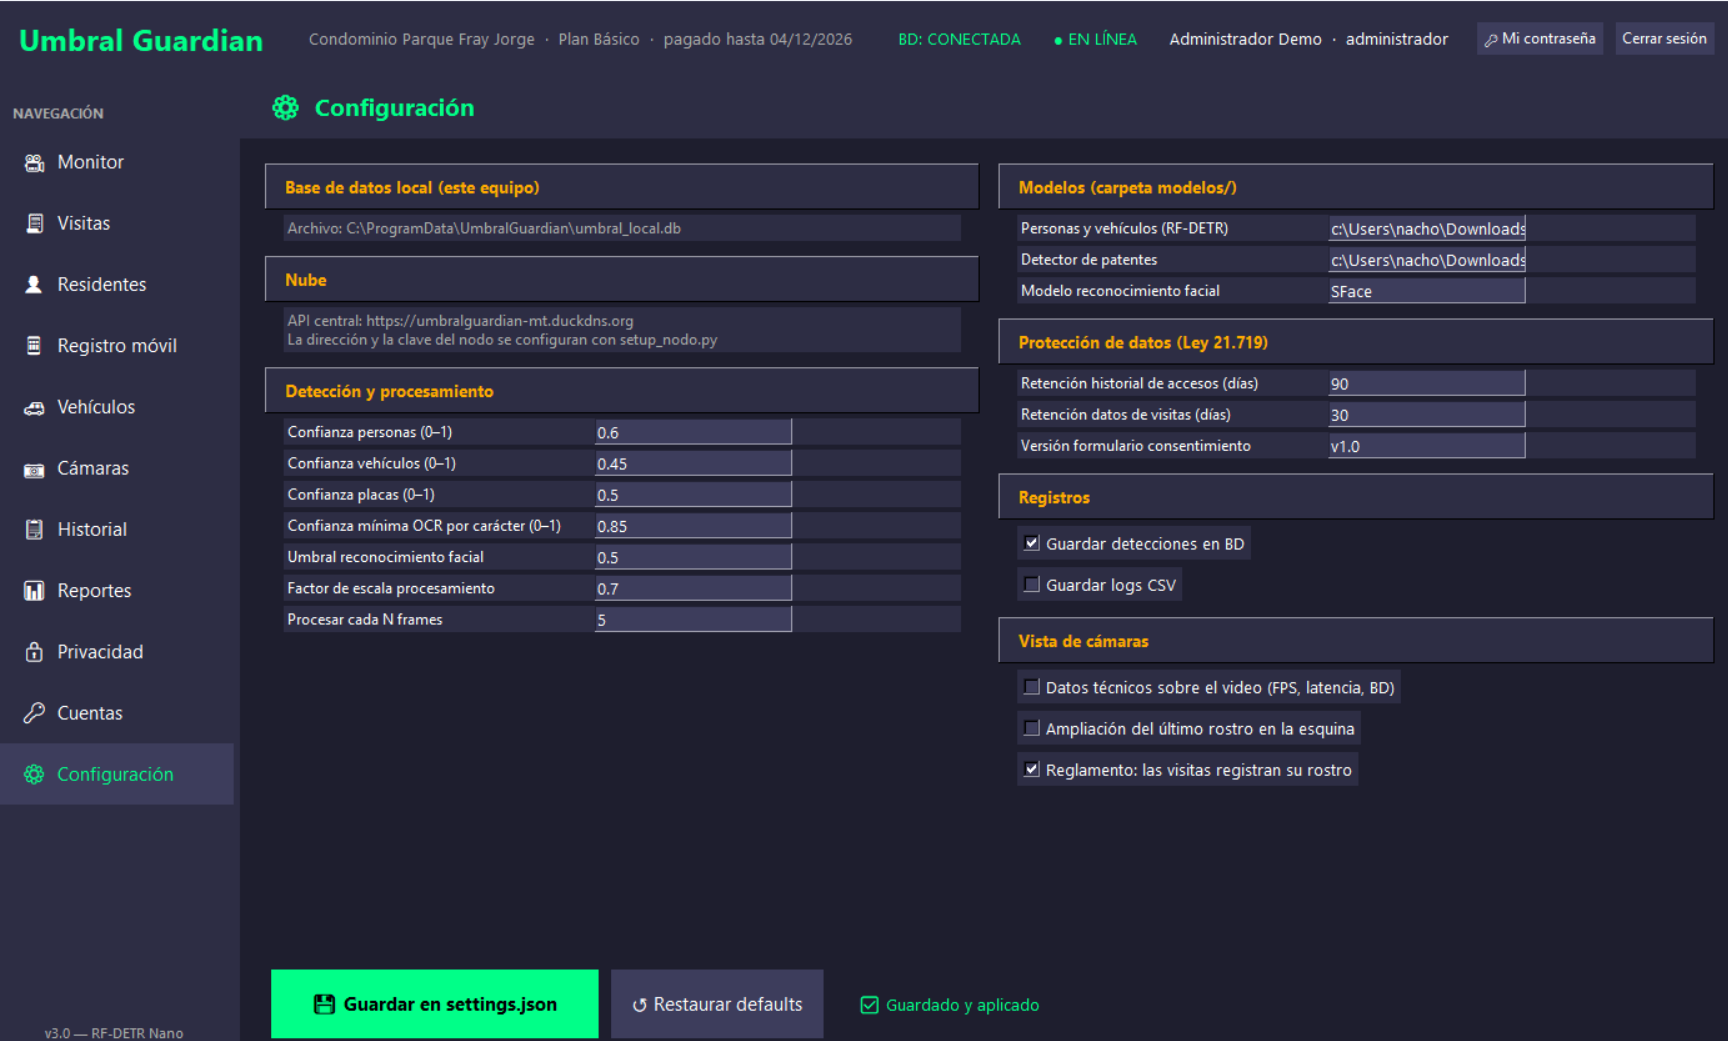 Umbral Guardian
Condominio Parque Fray Jorge · Plan Básico · pagado hasta 04/12/2026
BD: CONECTADA
● EN LÍNEA
Administrador Demo · administrador
Mi contraseña
Cerrar sesión
NAVEGACIÓN
Monitor
Visitas
Residentes
Registro móvil
Vehículos
Cámaras
Historial
Reportes
Privacidad
Cuentas
Configuración
v3.0 — RF-DETR Nano
Configuración
Base de datos local (este equipo)
Archivo: C:\ProgramData\UmbralGuardian\umbral_local.db
Nube
API central: https://umbralguardian-mt.duckdns.org
La dirección y la clave del nodo se configuran con setup_nodo.py
Detección y procesamiento
Confianza personas (0–1) 0.6
Confianza vehículos (0–1) 0.45
Confianza placas (0–1) 0.5
Confianza mínima OCR por carácter (0–1) 0.85
Umbral reconocimiento facial 0.5
Factor de escala procesamiento 0.7
Procesar cada N frames 5
Modelos (carpeta modelos/)
Personas y vehículos (RF-DETR) c:\Users\nacho\Downloads
Detector de patentes c:\Users\nacho\Downloads
Modelo reconocimiento facial SFace
Protección de datos (Ley 21.719)
Retención historial de accesos (días) 90
Retención datos de visitas (días) 30
Versión formulario consentimiento v1.0
Registros
Guardar detecciones en BD
Guardar logs CSV
Vista de cámaras
Datos técnicos sobre el video (FPS, latencia, BD)
Ampliación del último rostro en la esquina
Reglamento: las visitas registran su rostro
Guardar en settings.json
↺ Restaurar defaults
Guardado y aplicado